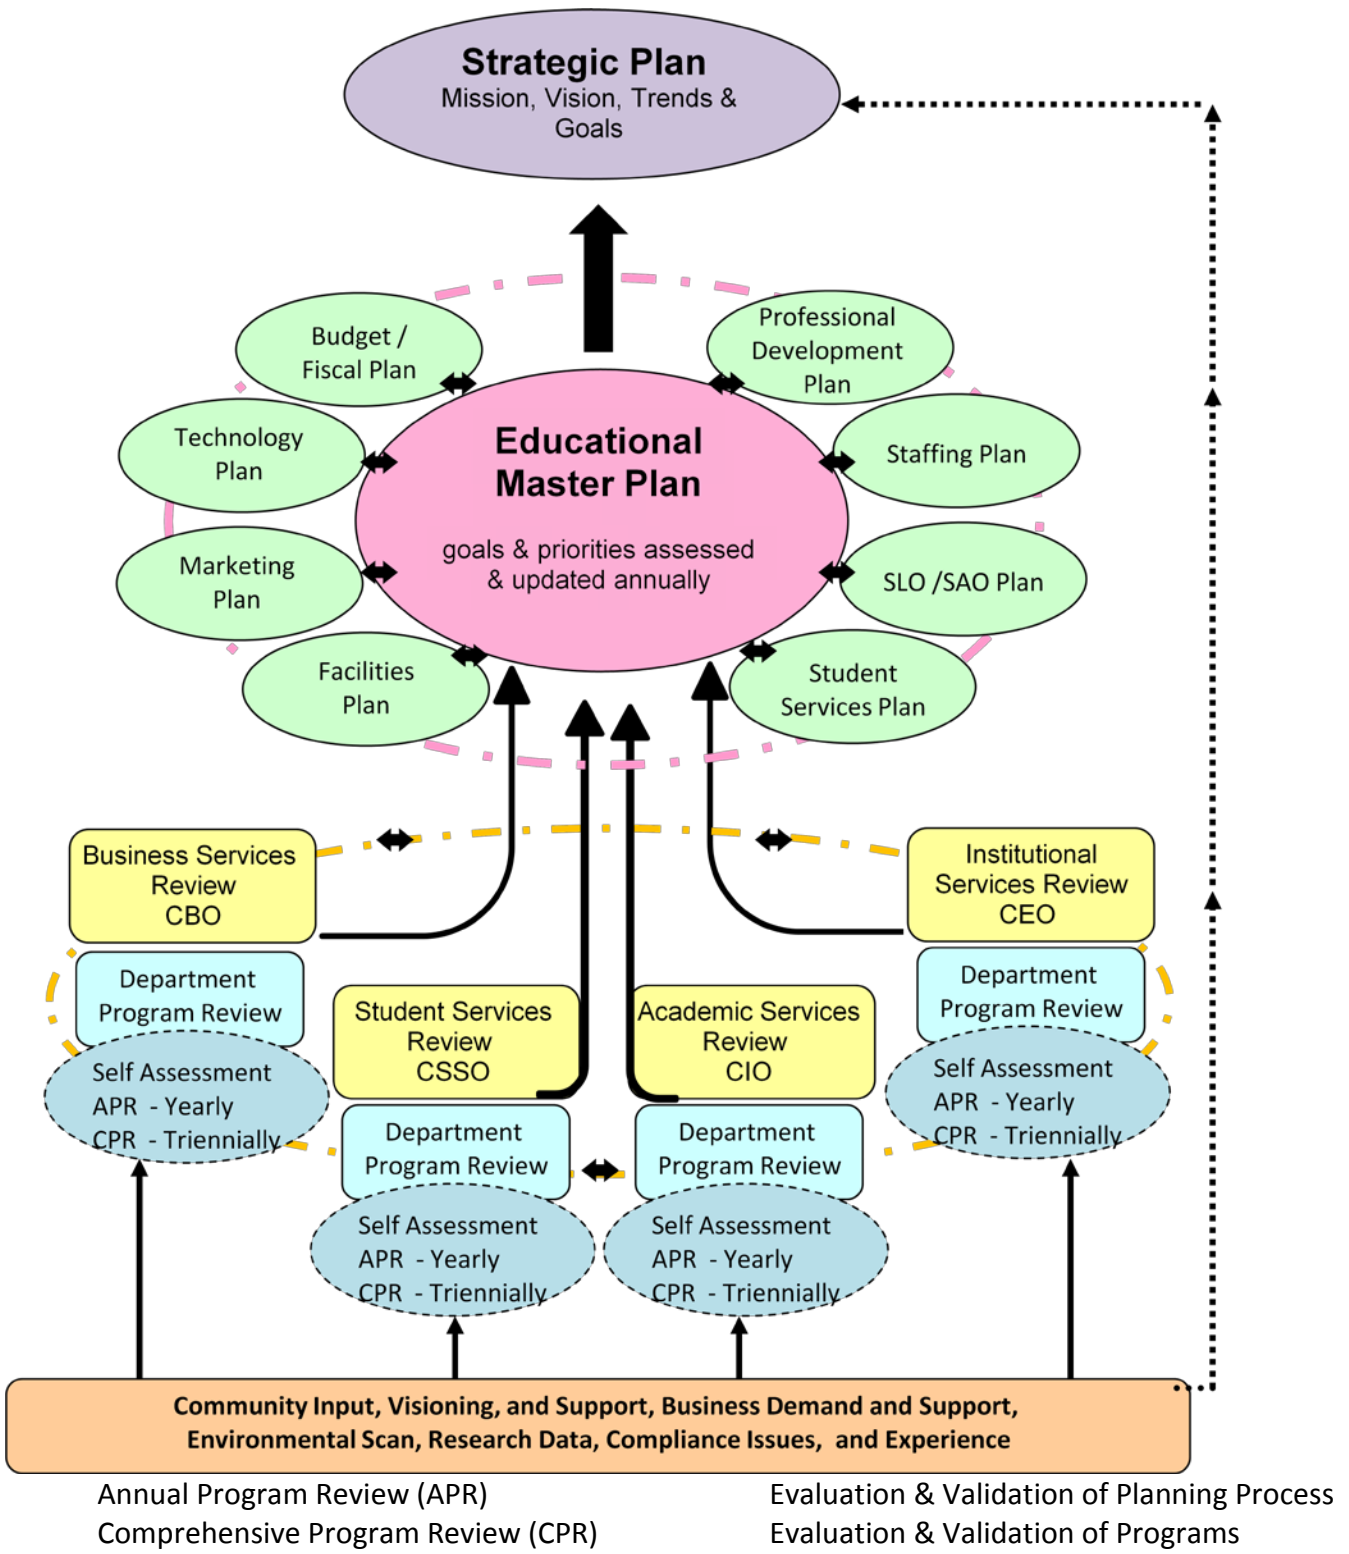 Strategic Plan
Mission, Vision, Trends &
Goals
Budget /
Fiscal Plan
Professional
Development
Plan
Technology
Plan
Staffing Plan
Educational
Master Plan
goals & priorities assessed
& updated annually
Marketing
Plan
SLO /SAO Plan
Facilities
Plan
Student
Services Plan
Business Services
Review
CBO
Institutional
Services Review
CEO
Department
Program Review
Department
Program Review
Self Assessment
APR - Yearly
CPR - Triennially
Self Assessment
APR - Yearly
CPR - Triennially
Student Services
Review
CSSO
Academic Services
Review
CIO
Department
Program Review
Department
Program Review
Self Assessment
APR - Yearly
CPR - Triennially
Self Assessment
APR - Yearly
CPR - Triennially
Community Input, Visioning, and Support, Business Demand and Support,
Environmental Scan, Research Data, Compliance Issues, and Experience
Annual Program Review (APR)
Evaluation & Validation of Planning Process
Comprehensive Program Review (CPR)
Evaluation & Validation of Programs